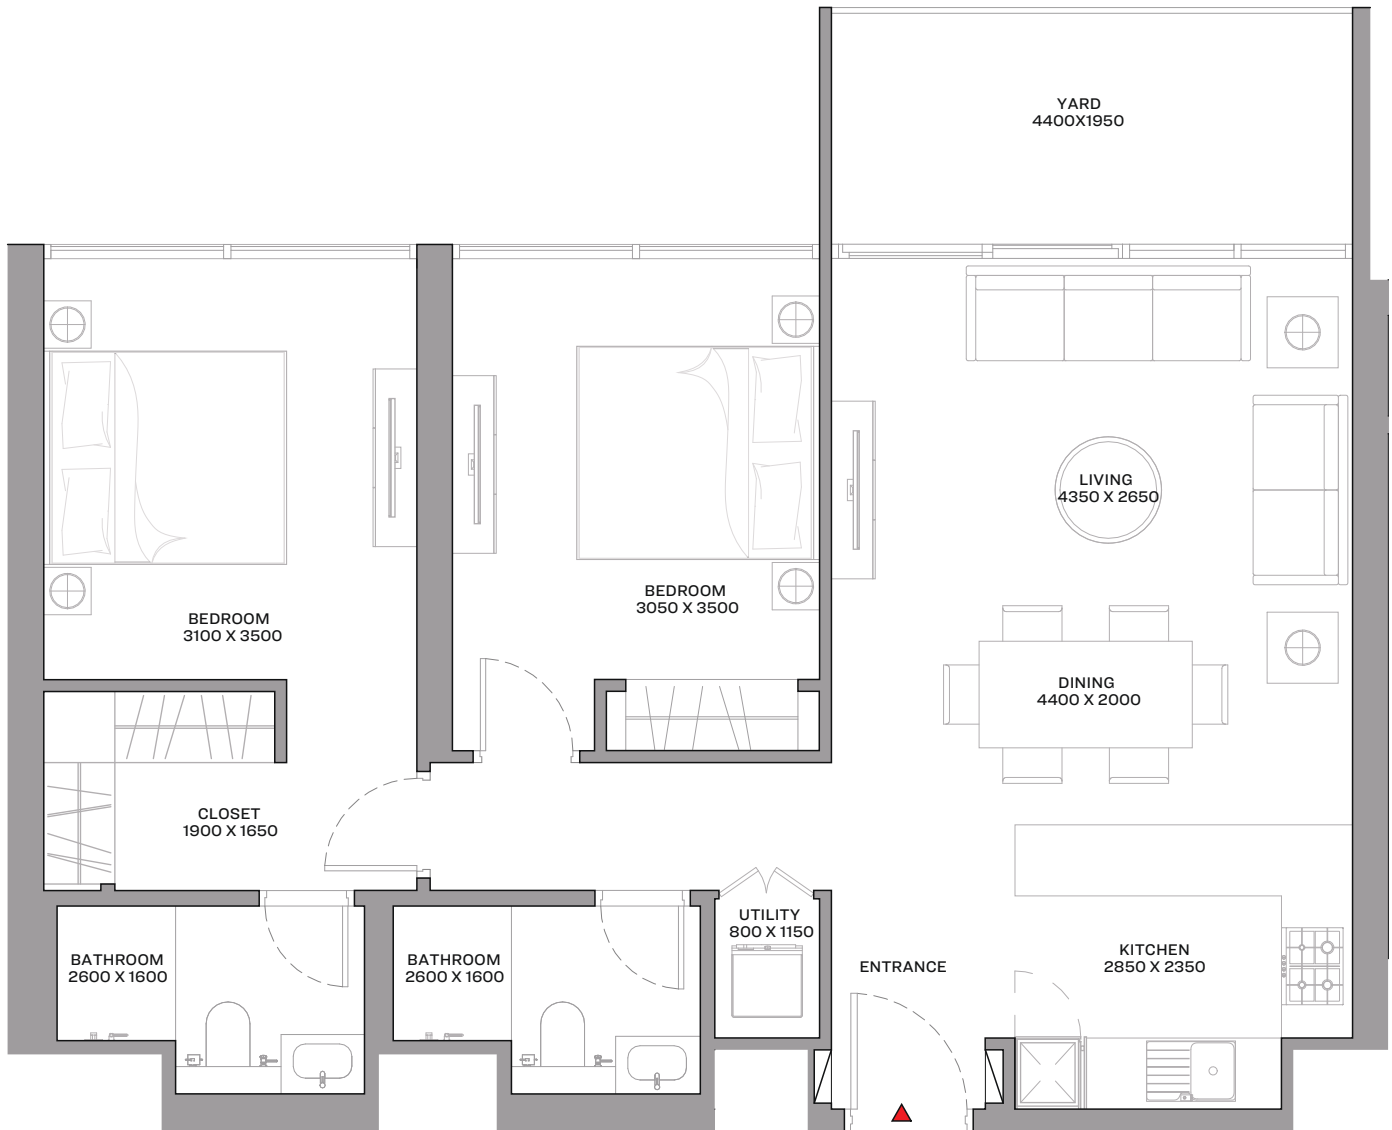 YARD
4400X1950
LIVING
4350 X 2650
BEDROOM
3050 X 3500
BEDROOM
3100 X 3500
DINING
4400 X 2000
CLOSET
1900 X 1650
UTILITY
800 X 1150
BATHROOM
2600 X 1600
BATHROOM
2600 X 1600
ENTRANCE
KITCHEN
2850 X 2350